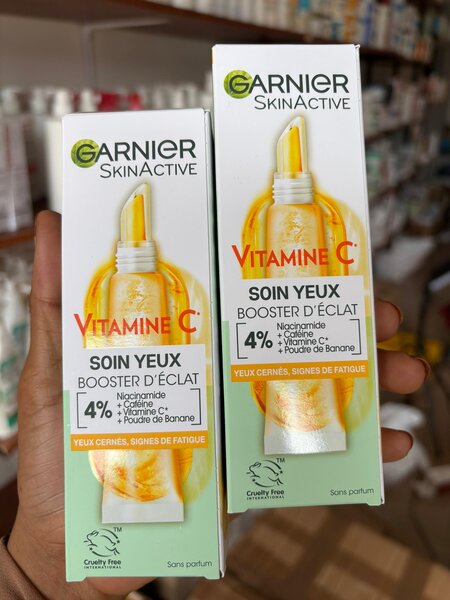 GARNIER
SKINACTIVE
VITAMINE C*
SOIN YEUX
BOOSTER D'ÉCLAT
4% Niacinamide
+ Caféine
+ Vitamine C*
+ Poudre de Banane
YEUX CERNÉS, SIGNES DE FATIGUE
TM
Cruelty Free
INTERNATIONAL
Sans parfum
GARNIER
SKINACTIVE
VITAMINE C*
SOIN YEUX
BOOSTER D'ÉCLAT
4% Niacinamide
+ Caféine
+ Vitamine C*
+ Poudre de Banane
YEUX CERNÉS, SIGNES DE FATIGUE
TM
Cruelty Free
INTERNATIONAL
Sans parfum